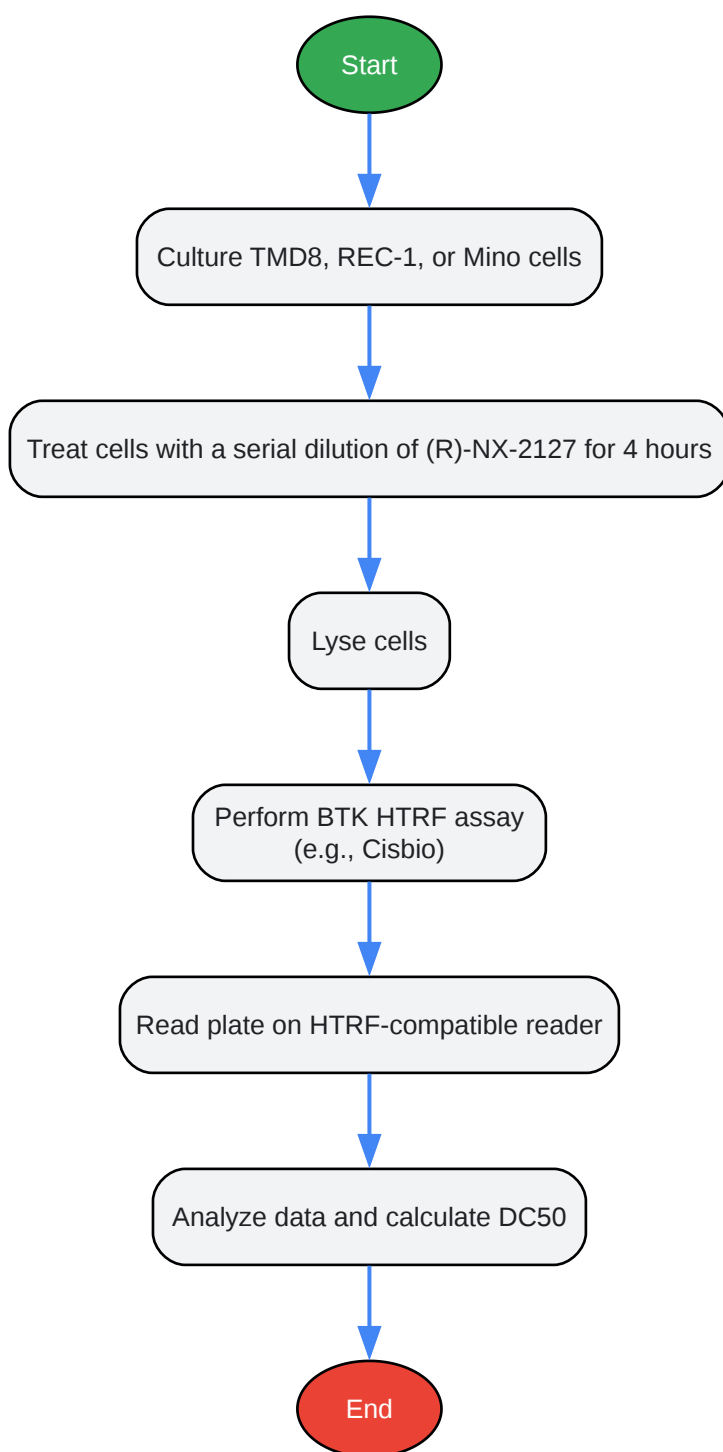 Start
Culture TMD8, REC-1, or Mino cells
Treat cells with a serial dilution of (R)-NX-2127 for 4 hours
Lyse cells
Perform BTK HTRF assay
(e.g., Cisbio)
Read plate on HTRF-compatible reader
Analyze data and calculate DC50
End